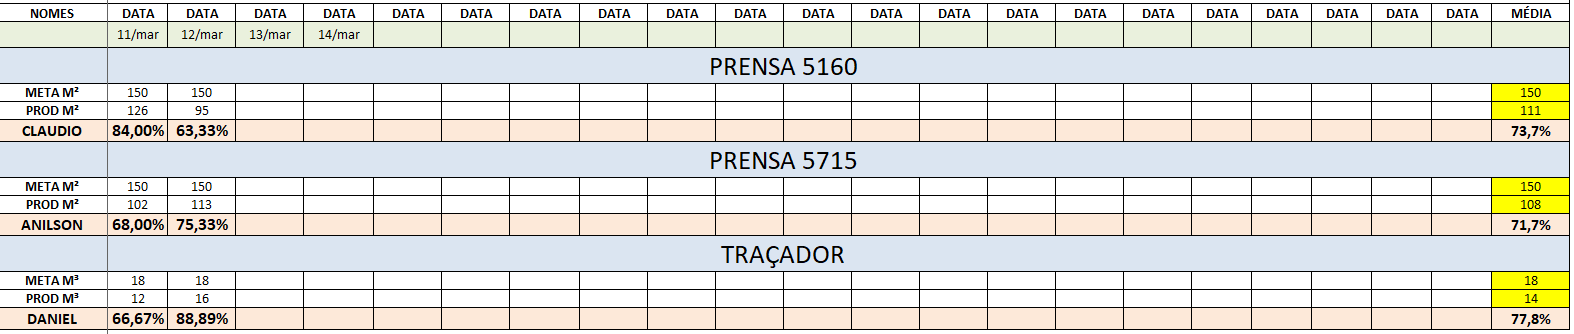 NOMES DATA DATA DATA DATA DATA DATA DATA DATA DATA DATA DATA DATA DATA DATA DATA DATA DATA DATA DATA DATA DATA MÉDIA
11/mar 12/mar 13/mar 14/mar
PRENSA 5160
META M² 150 150 150
PROD M² 126 95 111
CLAUDIO 84,00% 63,33% 73,7%
PRENSA 5715
META M² 150 150 150
PROD M² 102 113 108
ANILSON 68,00% 75,33% 71,7%
TRAÇADOR
META M³ 18 18 18
PROD M³ 12 16 14
DANIEL 66,67% 88,89% 77,8%